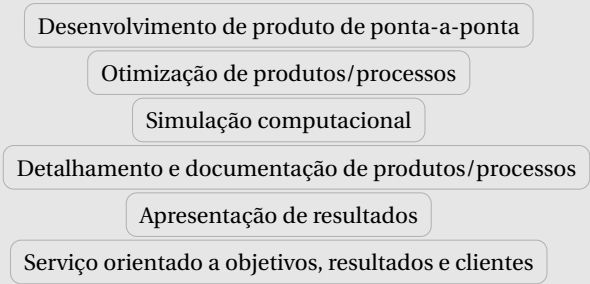 Desenvolvimento de produto de ponta-a-ponta
Otimização de produtos/processos
Simulação computacional
Detalhamento e documentação de produtos/processos
Apresentação de resultados
Serviço orientado a objetivos, resultados e clientes